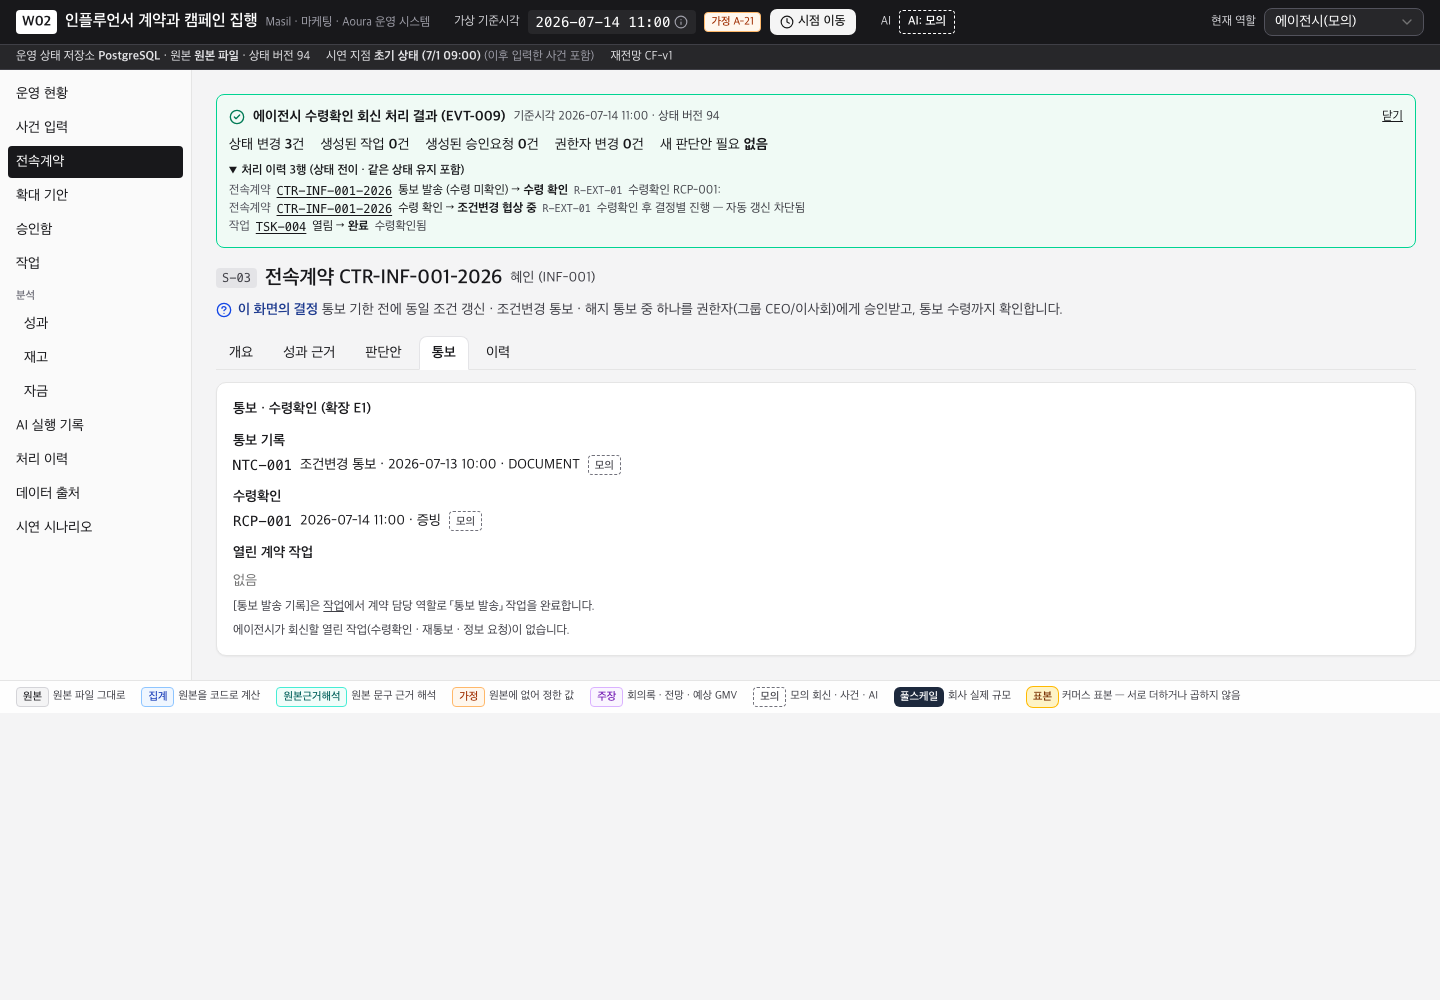 W02 인플루언서 계약과 캠페인 집행 Masil · 마케팅 · Aoura 운영 시스템 가상 기준시각 2026-07-14 11:00 가정 A-21 시점 이동 AI AI: 모의 현재 역할 에이전시(모의)
운영 상태 저장소 PostgreSQL · 원본 원본 파일 · 상태 버전 94 시연 지점 초기 상태 (7/1 09:00) (이후 입력한 사건 포함) 재전망 CF-v1
운영 현황
사건 입력
전속계약
확대 기안
승인함
작업
분석
성과
재고
자금
AI 실행 기록
처리 이력
데이터 출처
시연 시나리오
에이전시 수령확인 회신 처리 결과 (EVT-009) 기준시각 2026-07-14 11:00 · 상태 버전 94 닫기
상태 변경 3건 생성된 작업 0건 생성된 승인요청 0건 권한자 변경 0건 새 판단안 필요 없음
▼ 처리 이력 3행 (상태 전이 · 같은 상태 유지 포함)
전속계약 CTR-INF-001-2026 통보 발송 (수령 미확인) → 수령 확인 R-EXT-01 수령확인 RCP-001:
전속계약 CTR-INF-001-2026 수령 확인 → 조건변경 협상 중 R-EXT-01 수령확인 후 결정별 진행 — 자동 갱신 차단됨
작업 TSK-004 열림 → 완료 수령확인됨
S-03 전속계약 CTR-INF-001-2026 혜인 (INF-001)
이 화면의 결정 통보 기한 전에 동일 조건 갱신 · 조건변경 통보 · 해지 통보 중 하나를 권한자(그룹 CEO/이사회)에게 승인받고, 통보 수령까지 확인합니다.
개요 성과 근거 판단안 통보 이력
통보 · 수령확인 (확장 E1)
통보 기록
NTC-001 조건변경 통보 · 2026-07-13 10:00 · DOCUMENT 모의
수령확인
RCP-001 2026-07-14 11:00 · 증빙 모의
열린 계약 작업
없음
[통보 발송 기록]은 작업에서 계약 담당 역할로 「통보 발송」 작업을 완료합니다.
에이전시가 회신할 열린 작업(수령확인 · 재통보 · 정보 요청)이 없습니다.
원본 원본 파일 그대로 집계 원본을 코드로 계산 원본근거해석 원본 문구 근거 해석 가정 원본에 없어 정한 값 주장 회의록 · 전망 · 예상 GMV 모의 모의 회신 · 사건 · AI 풀스케일 회사 실제 규모 표본 커머스 표본 — 서로 더하거나 곱하지 않음